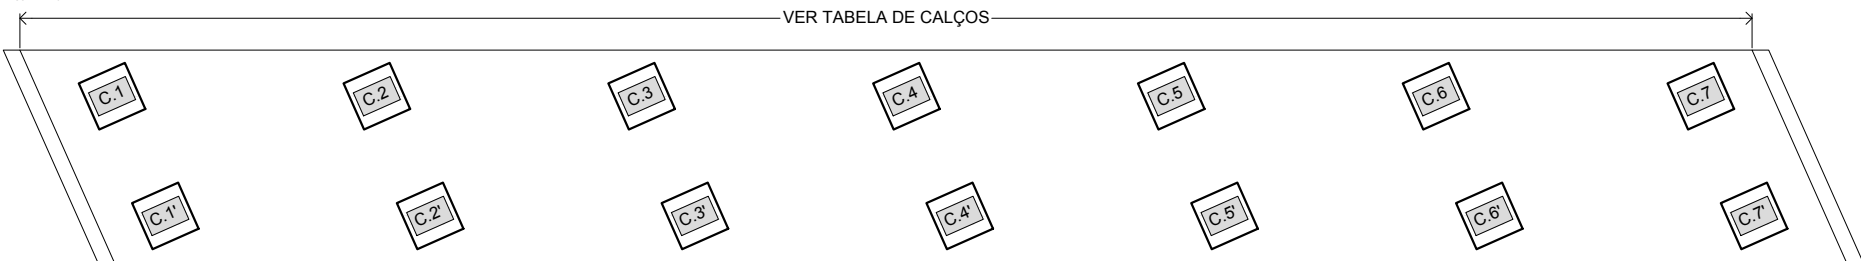 VER TABELA DE CALÇOS
C.1 C.2 C.3 C.4 C.5 C.6 C.7
C.1' C.2' C.3' C.4' C.5' C.6' C.7'